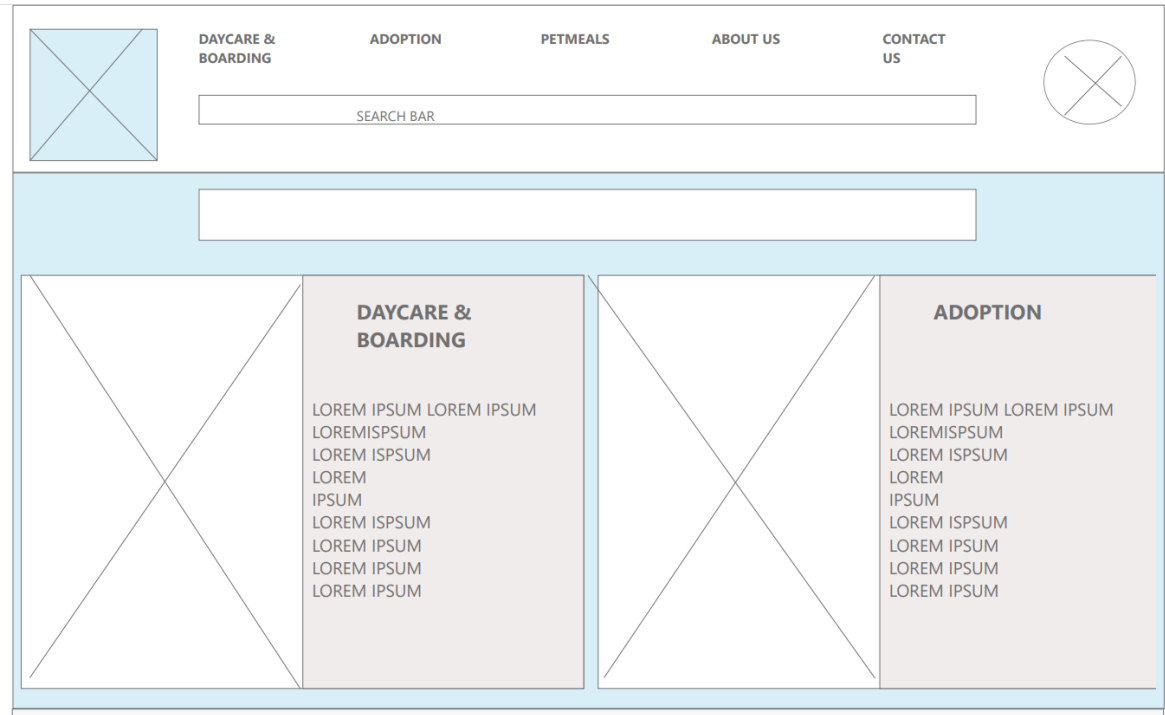 DAYCARE &
BOARDING
ADOPTION
PETMEALS
ABOUT US
CONTACT
US
SEARCH BAR
DAYCARE &
BOARDING
LOREM IPSUM LOREM IPSUM
LOREMISPSUM
LOREM ISPSUM
LOREM
IPSUM
LOREM ISPSUM
LOREM IPSUM
LOREM IPSUM
LOREM IPSUM
ADOPTION
LOREM IPSUM LOREM IPSUM
LOREMISPSUM
LOREM ISPSUM
LOREM
IPSUM
LOREM ISPSUM
LOREM IPSUM
LOREM IPSUM
LOREM IPSUM